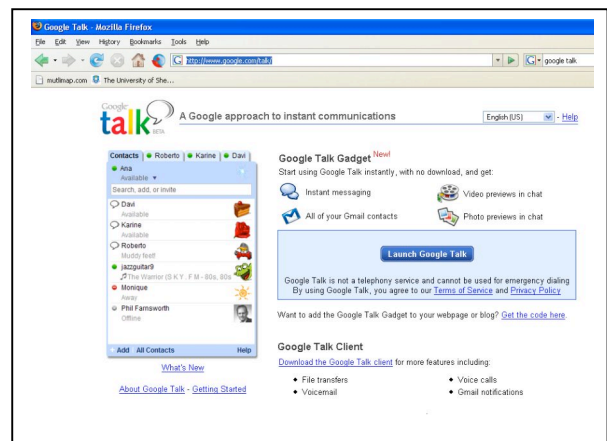 Google Talk - Mozilla Firefox
File Edit View History Bookmarks Tools Help
http://www.google.com/talk/
google talk
mutlimap.com The University of She...
Google
talk
BETA
A Google approach to instant communications
English (US) - Help
Contacts Roberto Karine Davi
Ana
Available
Search, add, or invite
Davi
Available
Karine
Available
Roberto
Muddy feet!
jazzguitar9
The Warrior (S K Y . F M - 80s, 80s
Monique
Away
Phil Farnsworth
Offline
Add All Contacts Help
What's New
About Google Talk - Getting Started
Google Talk Gadget New!
Start using Google Talk instantly, with no download, and get:
Instant messaging Video previews in chat
All of your Gmail contacts Photo previews in chat
Launch Google Talk
Google Talk is not a telephony service and cannot be used for emergency dialing
By using Google Talk, you agree to our Terms of Service and Privacy Policy
Want to add the Google Talk Gadget to your webpage or blog? Get the code here.
Google Talk Client
Download the Google Talk client for more features including:
File transfers Voice calls
Voicemail Gmail notifications